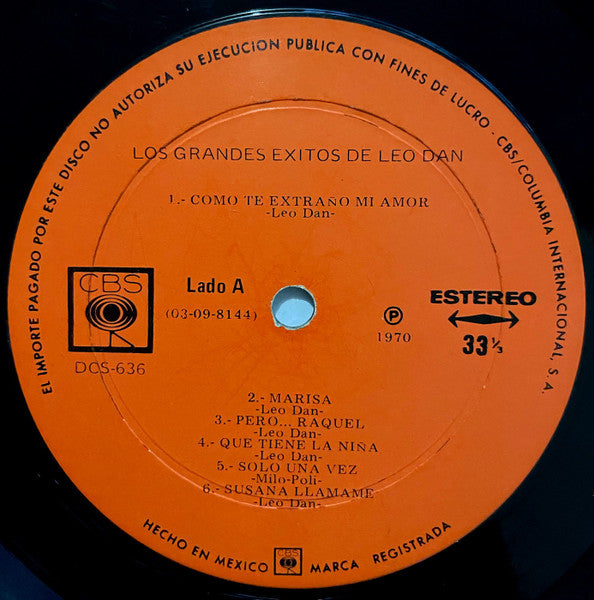 EL IMPORTE PAGADO POR ESTE DISCO NO AUTORIZA SU EJECUCION PUBLICA CON FINES DE LUCRO - CBS/COLUMBIA INTERNACIONAL, S.A.
LOS GRANDES EXITOS DE LEO DAN
1.- COMO TE EXTRAÑO MI AMOR
-Leo Dan-
CBS
DCS-636
Lado A
(03-09-8144)
Ⓟ
1970
ESTEREO
33 ⅓
2.- MARISA
-Leo Dan-
3.- PERO... RAQUEL
-Leo Dan-
4.- QUE TIENE LA NIÑA
-Leo Dan-
5.- SOLO UNA VEZ
-Milo-Poli-
6.- SUSANA LLAMAME
-Leo Dan-
HECHO EN MEXICO CBS MARCA REGISTRADA